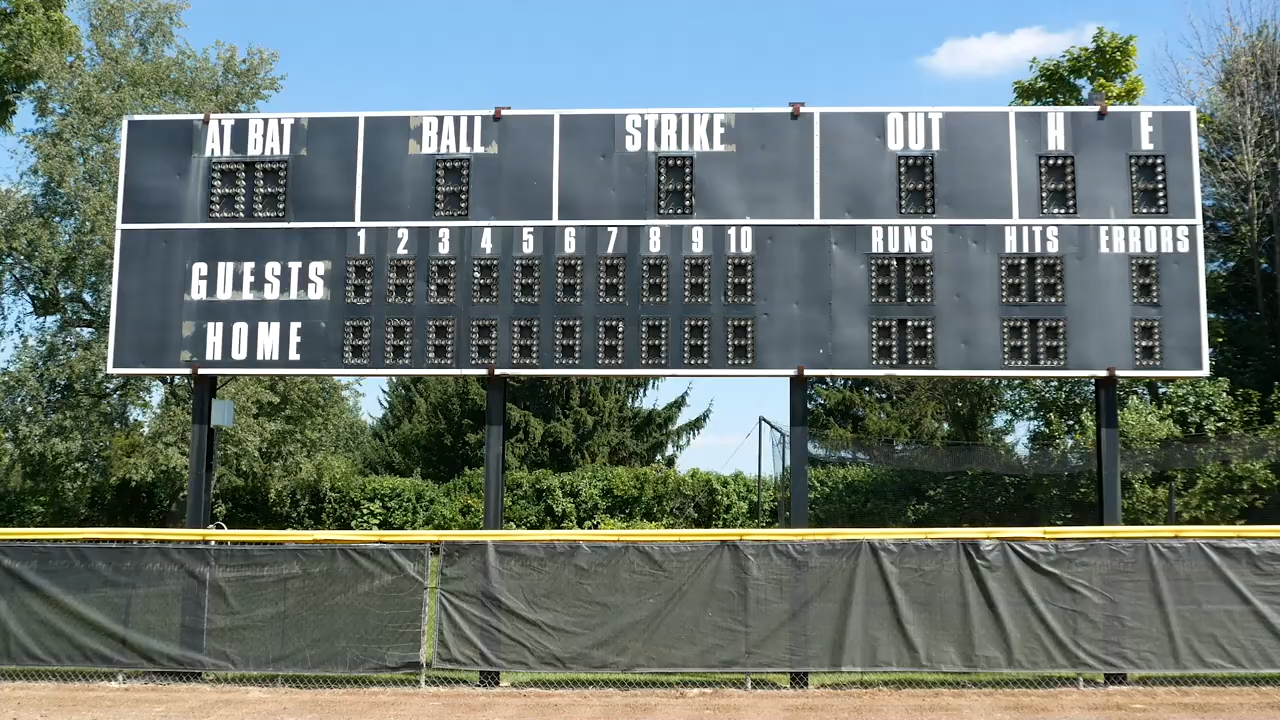 AT BAT BALL STRIKE OUT H E
1 2 3 4 5 6 7 8 9 10 RUNS HITS ERRORS
GUESTS
HOME